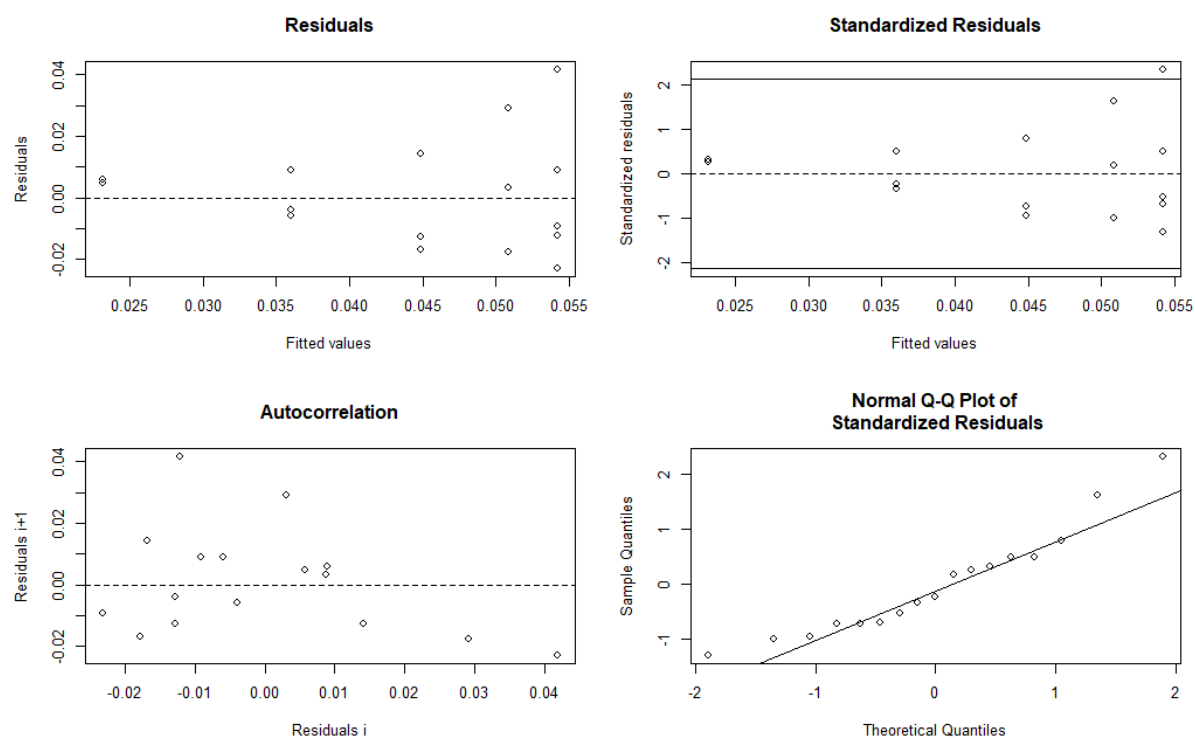 Residuals
Residuals
0.04
0.02
0.00
-0.02
0.025 0.030 0.035 0.040 0.045 0.050 0.055
Fitted values
Standardized Residuals
Standardized residuals
2
1
0
-1
-2
0.025 0.030 0.035 0.040 0.045 0.050 0.055
Fitted values
Autocorrelation
Residuals i+1
0.04
0.02
0.00
-0.02
-0.02 -0.01 0.00 0.01 0.02 0.03 0.04
Residuals i
Normal Q-Q Plot of
Standardized Residuals
Sample Quantiles
2
1
0
-1
-2 -1 0 1 2
Theoretical Quantiles